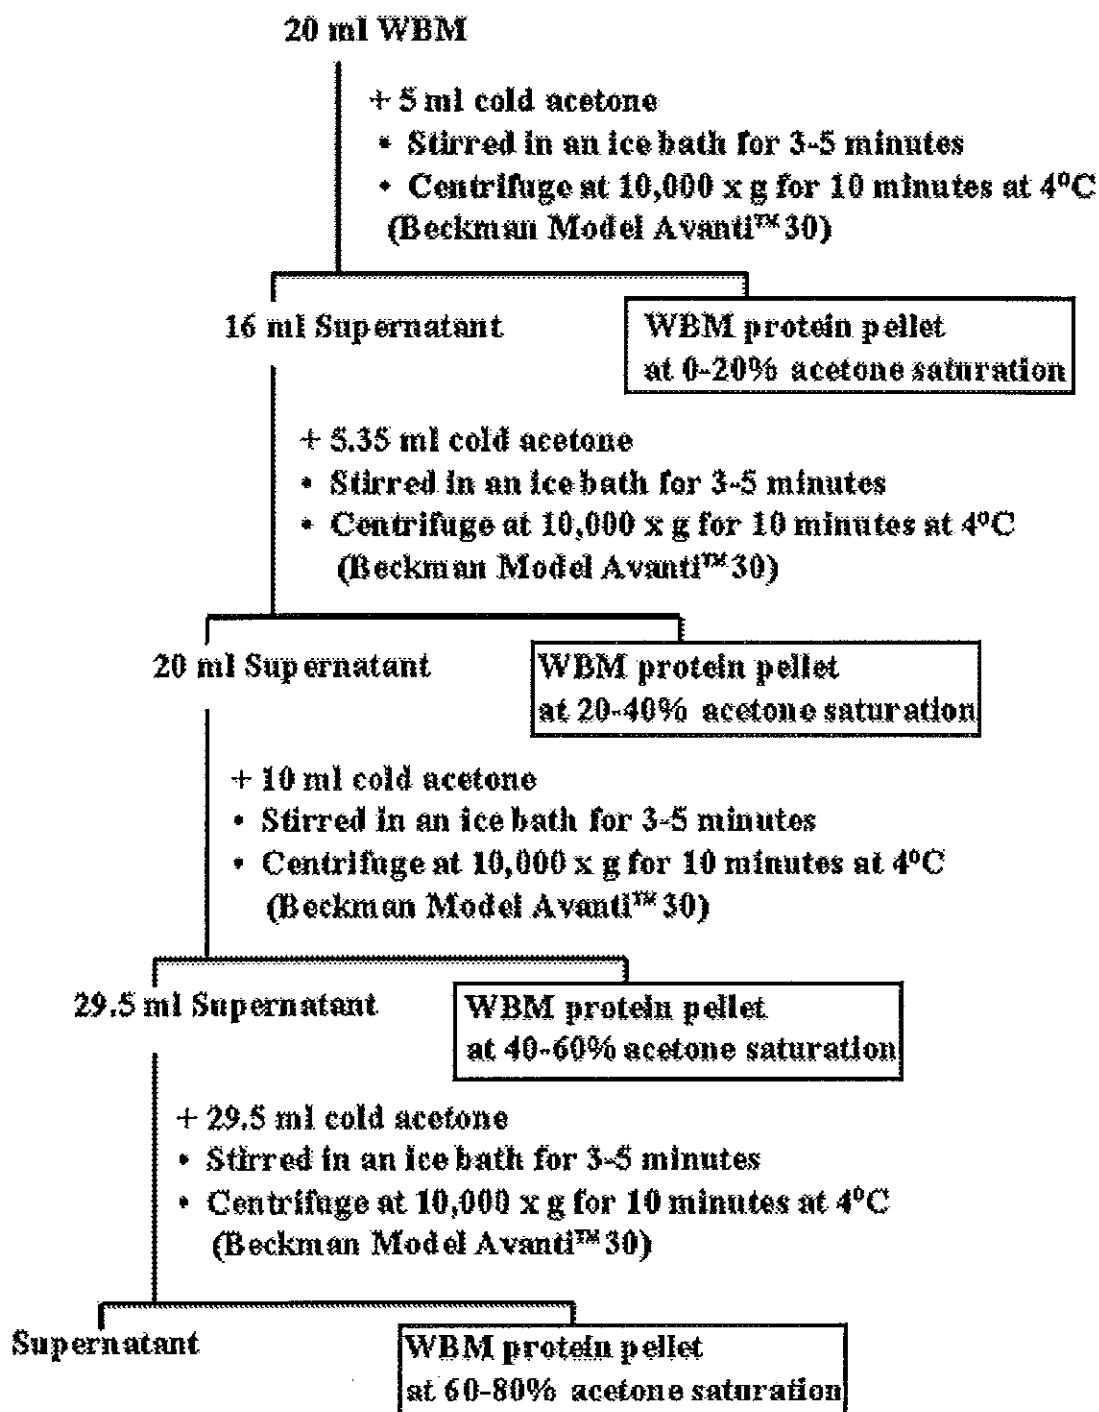 20 ml WBM
+ 5 ml cold acetone
• Stirred in an ice bath for 3-5 minutes
• Centrifuge at 10,000 x g for 10 minutes at 4⁰C
(Beckman Model Avanti™ 30)
16 ml Supernatant
WBM protein pellet
at 0-20% acetone saturation
+ 5.35 ml cold acetone
• Stirred in an ice bath for 3-5 minutes
• Centrifuge at 10,000 x g for 10 minutes at 4⁰C
(Beckman Model Avanti™ 30)
20 ml Supernatant
WBM protein pellet
at 20-40% acetone saturation
+ 10 ml cold acetone
• Stirred in an ice bath for 3-5 minutes
• Centrifuge at 10,000 x g for 10 minutes at 4⁰C
(Beckman Model Avanti™ 30)
29.5 ml Supernatant
WBM protein pellet
at 40-60% acetone saturation
+ 29.5 ml cold acetone
• Stirred in an ice bath for 3-5 minutes
• Centrifuge at 10,000 x g for 10 minutes at 4⁰C
(Beckman Model Avanti™ 30)
Supernatant
WBM protein pellet
at 60-80% acetone saturation